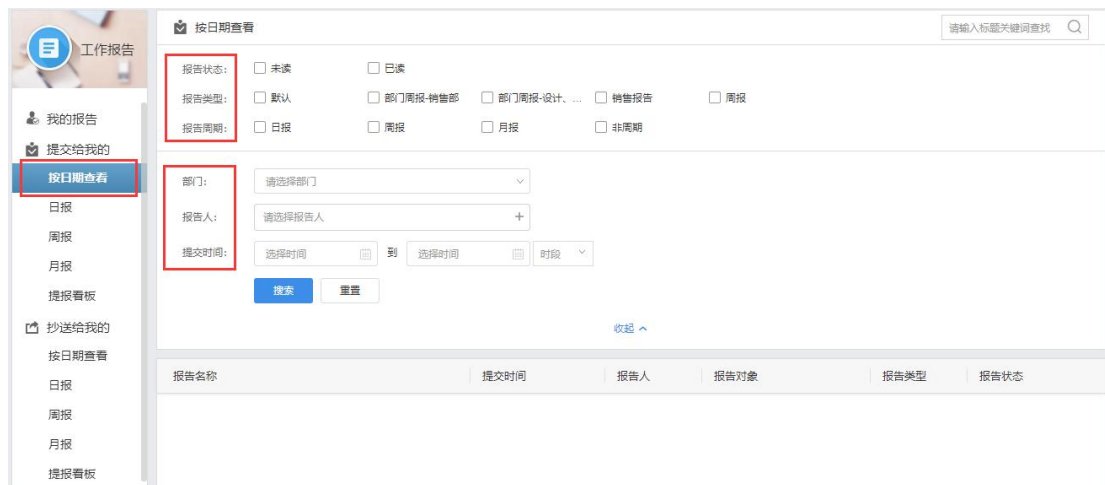 工作报告
我的报告
提交给我的
按日期查看
日报
周报
月报
提报看板
抄送给我的
按日期查看
日报
周报
月报
提报看板
按日期查看
请输入标题关键词查找
报告状态: 未读 已读
报告类型: 默认 部门周报-销售部 部门周报-设计、... 销售报告 周报
报告周期: 日报 周报 月报 非周期
部门: 请选择部门
报告人: 请选择报告人
提交时间: 选择时间 到 选择时间 时段
搜索 重置
收起
报告名称 提交时间 报告人 报告对象 报告类型 报告状态